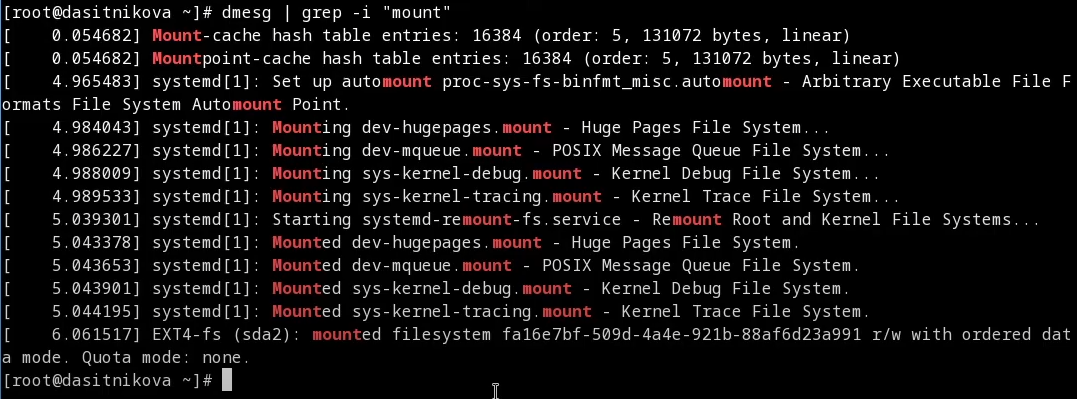 [root@dasitnikova ~]# dmesg | grep -i "mount"
[    0.054682] Mount-cache hash table entries: 16384 (order: 5, 131072 bytes, linear)
[    0.054682] Mountpoint-cache hash table entries: 16384 (order: 5, 131072 bytes, linear)
[    4.965483] systemd[1]: Set up automount proc-sys-fs-binfmt_misc.automount - Arbitrary Executable File F
ormats File System Automount Point.
[    4.984043] systemd[1]: Mounting dev-hugepages.mount - Huge Pages File System...
[    4.986227] systemd[1]: Mounting dev-mqueue.mount - POSIX Message Queue File System...
[    4.988009] systemd[1]: Mounting sys-kernel-debug.mount - Kernel Debug File System...
[    4.989533] systemd[1]: Mounting sys-kernel-tracing.mount - Kernel Trace File System...
[    5.039301] systemd[1]: Starting systemd-remount-fs.service - Remount Root and Kernel File Systems...
[    5.043378] systemd[1]: Mounted dev-hugepages.mount - Huge Pages File System.
[    5.043653] systemd[1]: Mounted dev-mqueue.mount - POSIX Message Queue File System.
[    5.043901] systemd[1]: Mounted sys-kernel-debug.mount - Kernel Debug File System.
[    5.044195] systemd[1]: Mounted sys-kernel-tracing.mount - Kernel Trace File System.
[    6.061517] EXT4-fs (sda2): mounted filesystem fa16e7bf-509d-4a4e-921b-88af6d23a991 r/w with ordered dat
a mode. Quota mode: none.
[root@dasitnikova ~]#